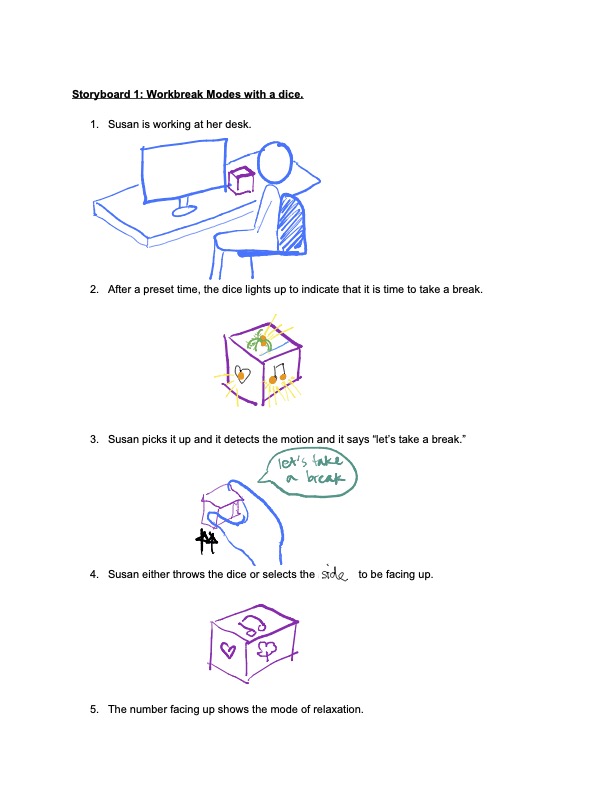 Storyboard 1: Workbreak Modes with a dice.
1. Susan is working at her desk.
2. After a preset time, the dice lights up to indicate that it is time to take a break.
3. Susan picks it up and it detects the motion and it says “let’s take a break.”
let's take
a break
4. Susan either throws the dice or selects the side to be facing up.
5. The number facing up shows the mode of relaxation.